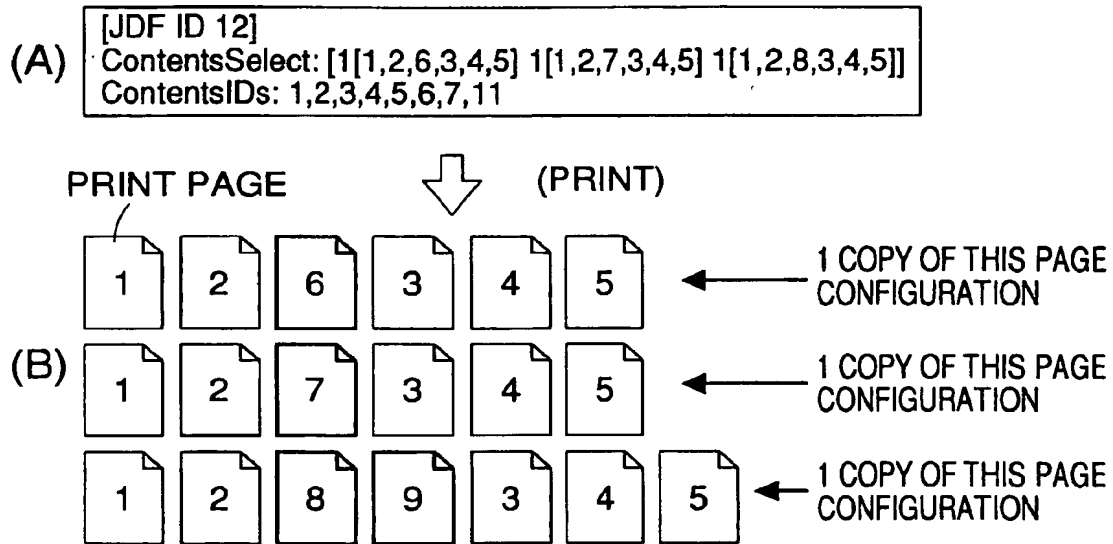 (A)
[JDF ID 12]
ContentsSelect: [1[1,2,6,3,4,5] 1[1,2,7,3,4,5] 1[1,2,8,3,4,5]]
ContentsIDs: 1,2,3,4,5,6,7,11
PRINT PAGE
(PRINT)
1 2 6 3 4 5
1 COPY OF THIS PAGE
CONFIGURATION
(B)
1 2 7 3 4 5
1 COPY OF THIS PAGE
CONFIGURATION
1 2 8 9 3 4 5
1 COPY OF THIS PAGE
CONFIGURATION